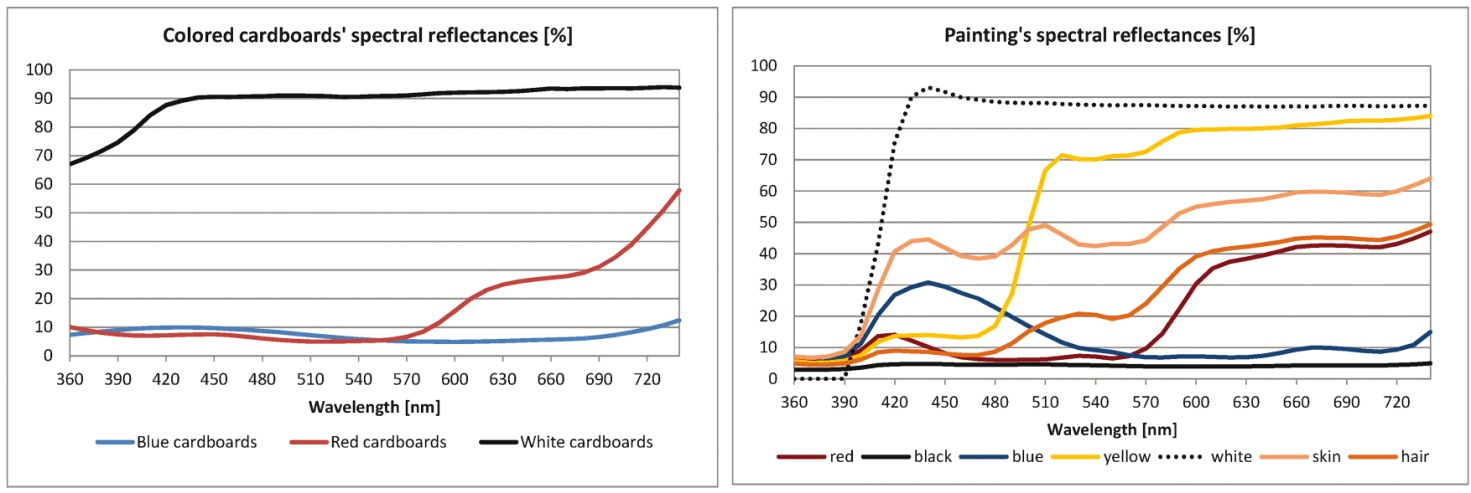 Colored cardboards' spectral reflectances [%]
100
90
80
70
60
50
40
30
20
10
0
360 390 420 450 480 510 540 570 600 630 660 690 720
Wavelength [nm]
Blue cardboards Red cardboards White cardboards
Painting's spectral reflectances [%]
100
90
80
70
60
50
40
30
20
10
0
360 390 420 450 480 510 540 570 600 630 660 690 720
Wavelength [nm]
red black blue yellow white skin hair